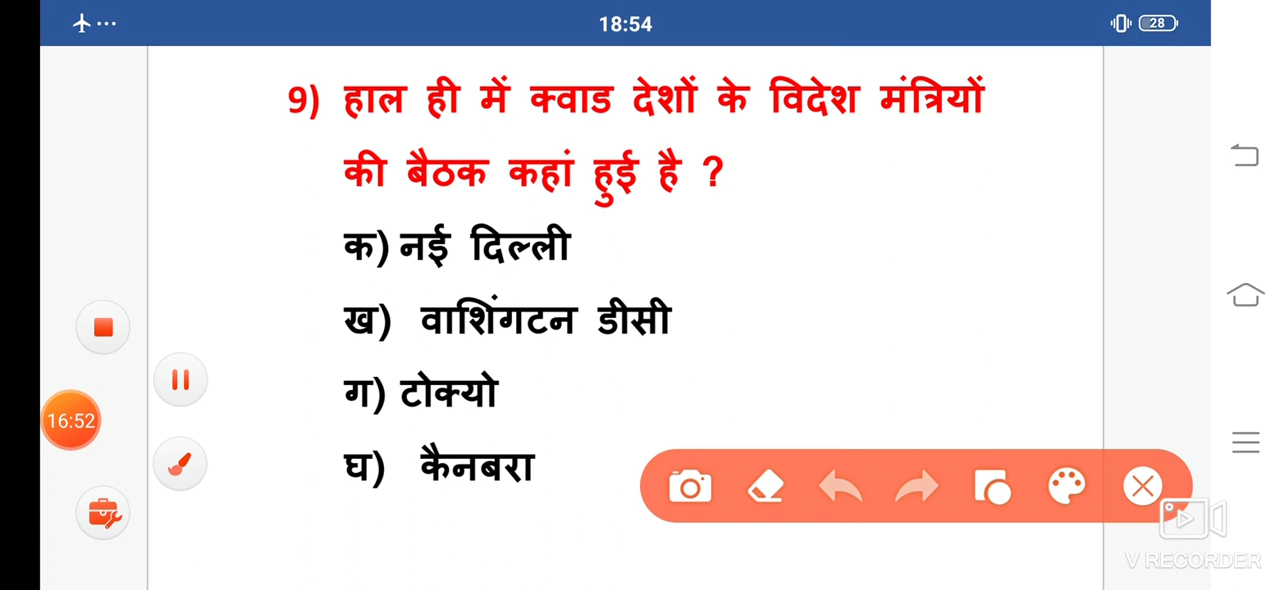 18:54
28
9) हाल ही में क्वाड देशों के विदेश मंत्रियों
की बैठक कहां हुई है ?
क) नई दिल्ली
ख) वाशिंगटन डीसी
ग) टोक्यो
घ) कैनबरा
16:52
V RECORDER